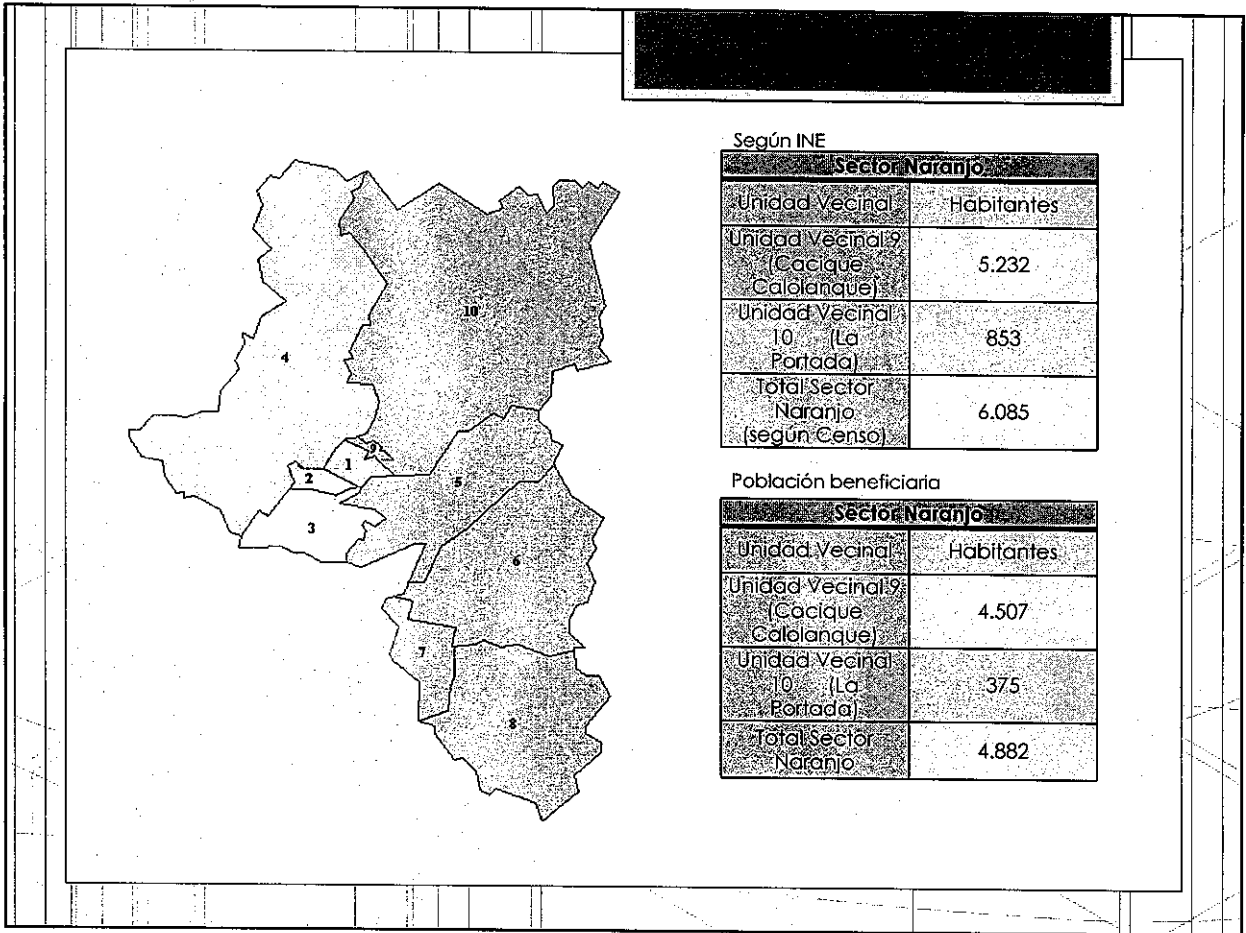 Según INE
Sector Naranjo
Unidad Vecinal Habitantes
Unidad Vecinal 9
(Cacique
Calolanque)
5.232
Unidad Vecinal
10 (La
Portada)
853
Total Sector
Naranjo
(según Censo)
6.085
Población beneficiaria
Sector Naranjo
Unidad Vecinal Habitantes
Unidad Vecinal 9
(Cacique
Calolanque)
4.507
Unidad Vecinal
10 (La
Portada)
375
Total Sector
Naranjo
4.882
10
4
9
1
2
5
3
6
7
8